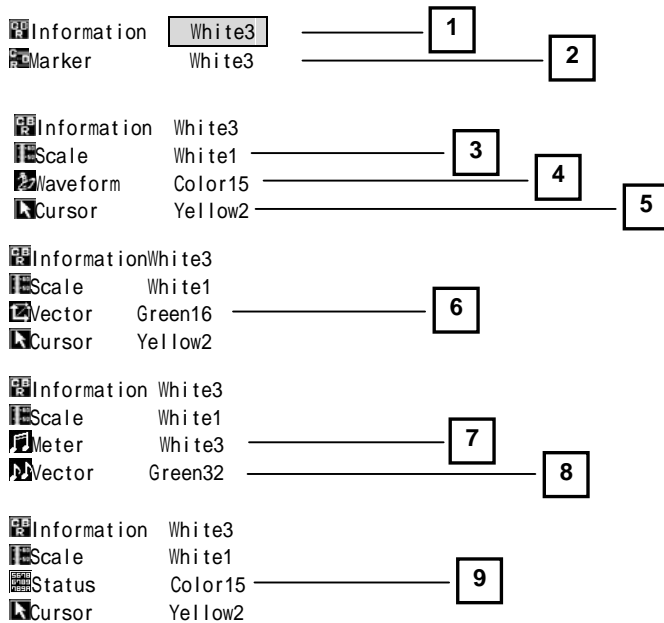 Information White3 1
Marker White3 2
Information White3
Scale White1 3
Waveform Color15 4
Cursor Yellow2 5
InformationWhite3
Scale White1
Vector Green16 6
Cursor Yellow2
Information White3
Scale White1
Meter White3 7
Vector Green32 8
Information White3
Scale White1
Status Color15 9
Cursor Yellow2